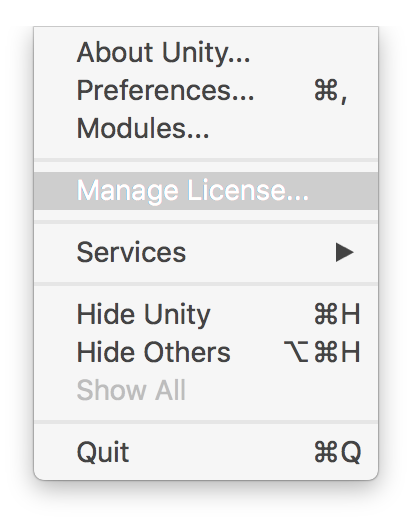 About Unity...
Preferences... ⌘,
Modules...
Manage License...
Services ▶
Hide Unity ⌘H
Hide Others ⌥⌘H
Show All
Quit ⌘Q